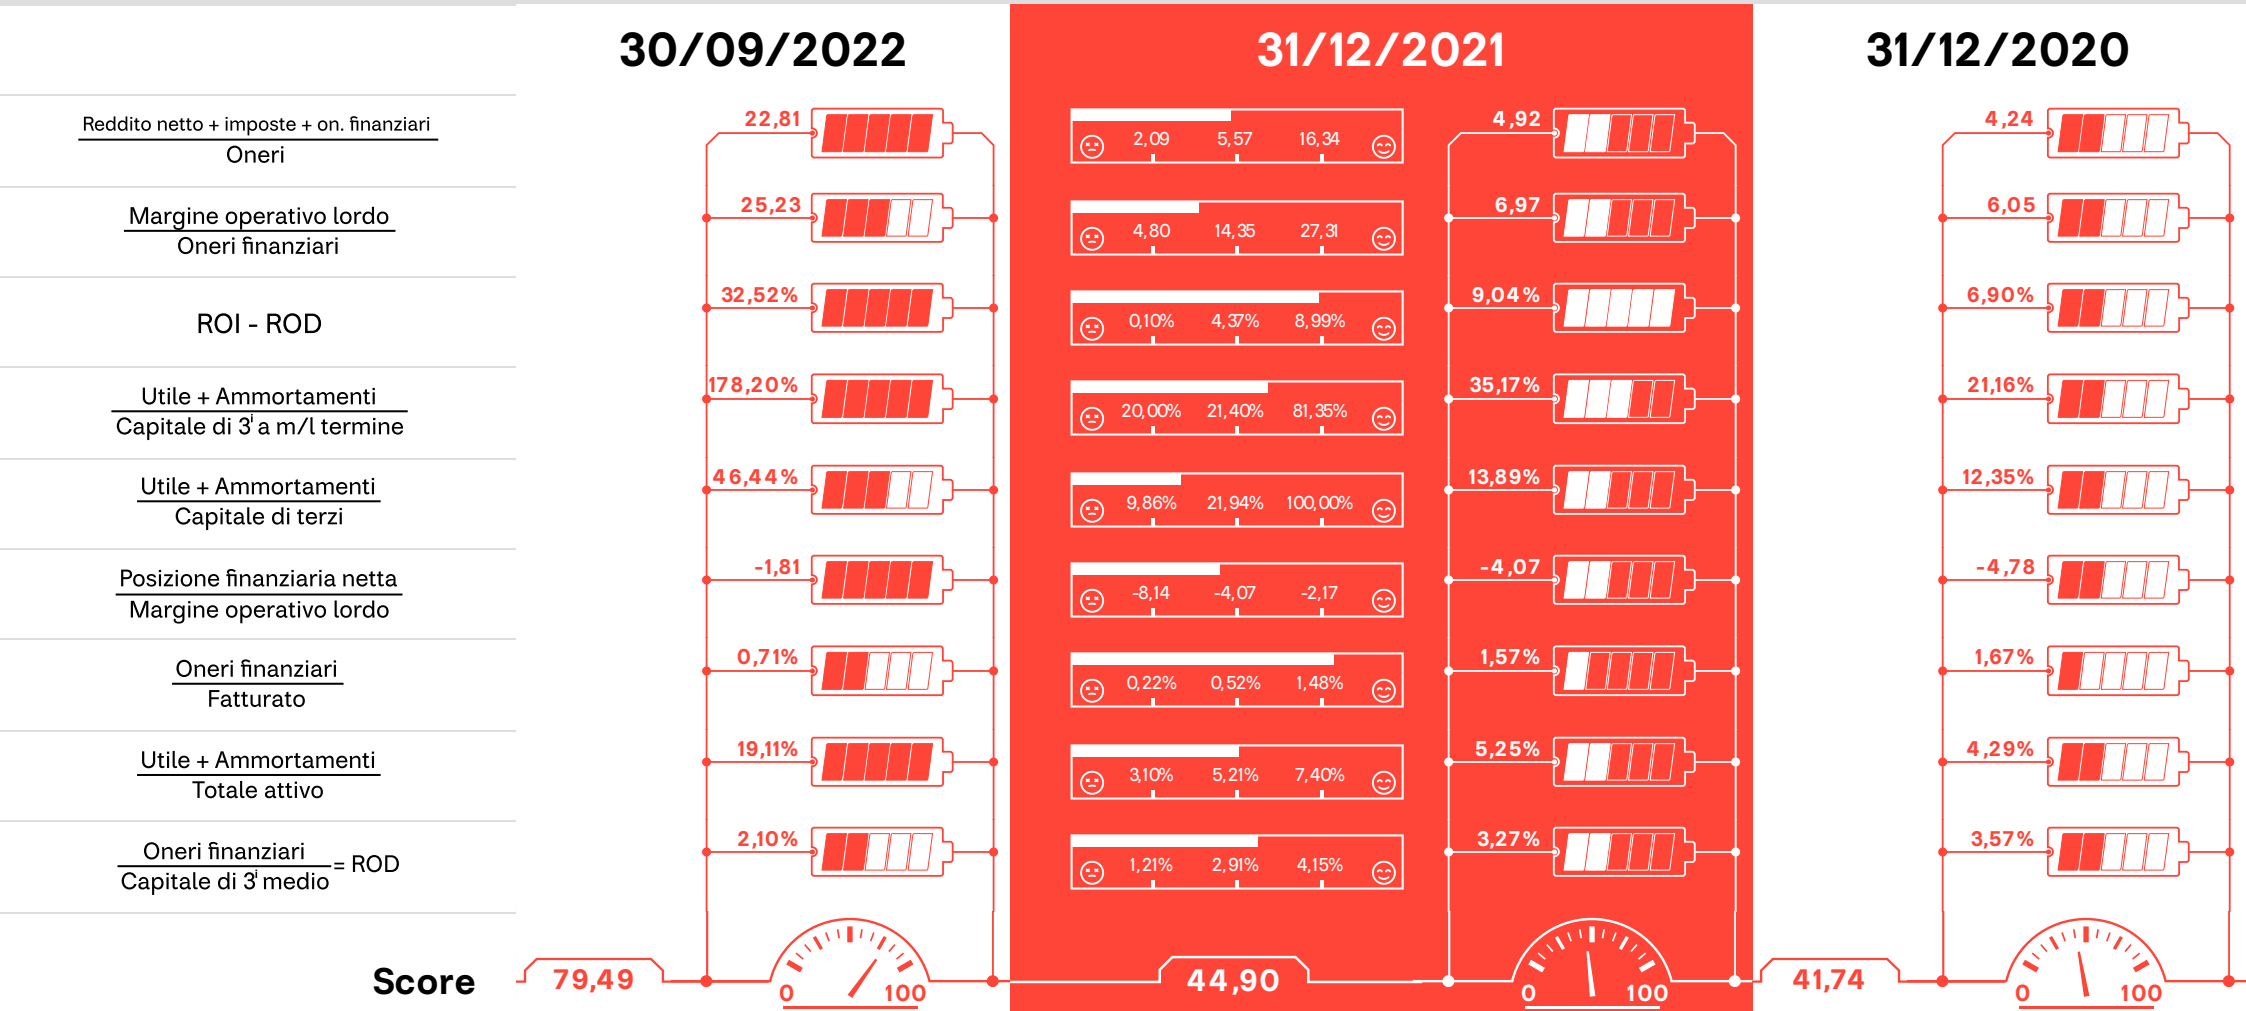 30/09/2022 31/12/2021 31/12/2020
Reddito netto + imposte + on. finanziari
Oneri
22,81 2,09 5,57 16,34 4,92 4,24
Margine operativo lordo
Oneri finanziari
25,23 4,80 14,35 27,31 6,97 6,05
ROI - ROD
32,52% 0,10% 4,37% 8,99% 9,04% 6,90%
Utile + Ammortamenti
Capitale di 3i a m/l termine
178,20% 20,00% 21,40% 81,35% 35,17% 21,16%
Utile + Ammortamenti
Capitale di terzi
46,44% 9,86% 21,94% 100,00% 13,89% 12,35%
Posizione finanziaria netta
Margine operativo lordo
-1,81 -8,14 -4,07 -2,17 -4,07 -4,78
Oneri finanziari
Fatturato
0,71% 0,22% 0,52% 1,48% 1,57% 1,67%
Utile + Ammortamenti
Totale attivo
19,11% 3,10% 5,21% 7,40% 5,25% 4,29%
Oneri finanziari
Capitale di 3i medio = ROD
2,10% 1,21% 2,91% 4,15% 3,27% 3,57%
Score 79,49 0 100 44,90 0 100 41,74 0 100